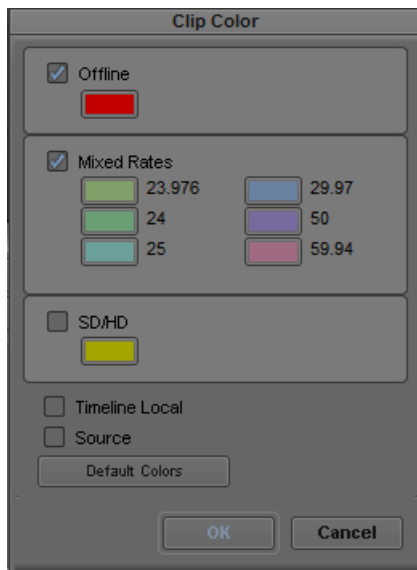 Clip Color
Offline
Mixed Rates
23.976 29.97
24 50
25 59.94
SD/HD
Timeline Local
Source
Default Colors
OK Cancel